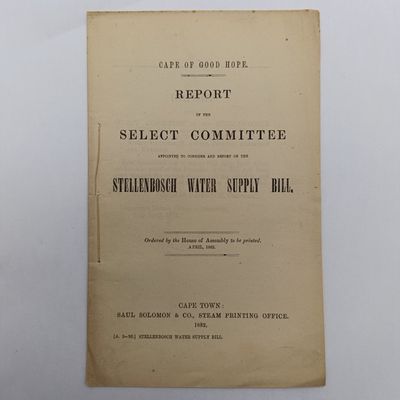 CAPE OF GOOD HOPE.
REPORT
OF THE
SELECT COMMITTEE
APPOINTED TO CONSIDER AND REPORT ON THE
STELLENBOSCH WATER SUPPLY BILL.
Ordered by the House of Assembly to be printed.
APRIL, 1882.
CAPE TOWN:
SAUL SOLOMON & CO., STEAM PRINTING OFFICE.
1882.
STELLENBOSCH WATER SUPPLY BILL.